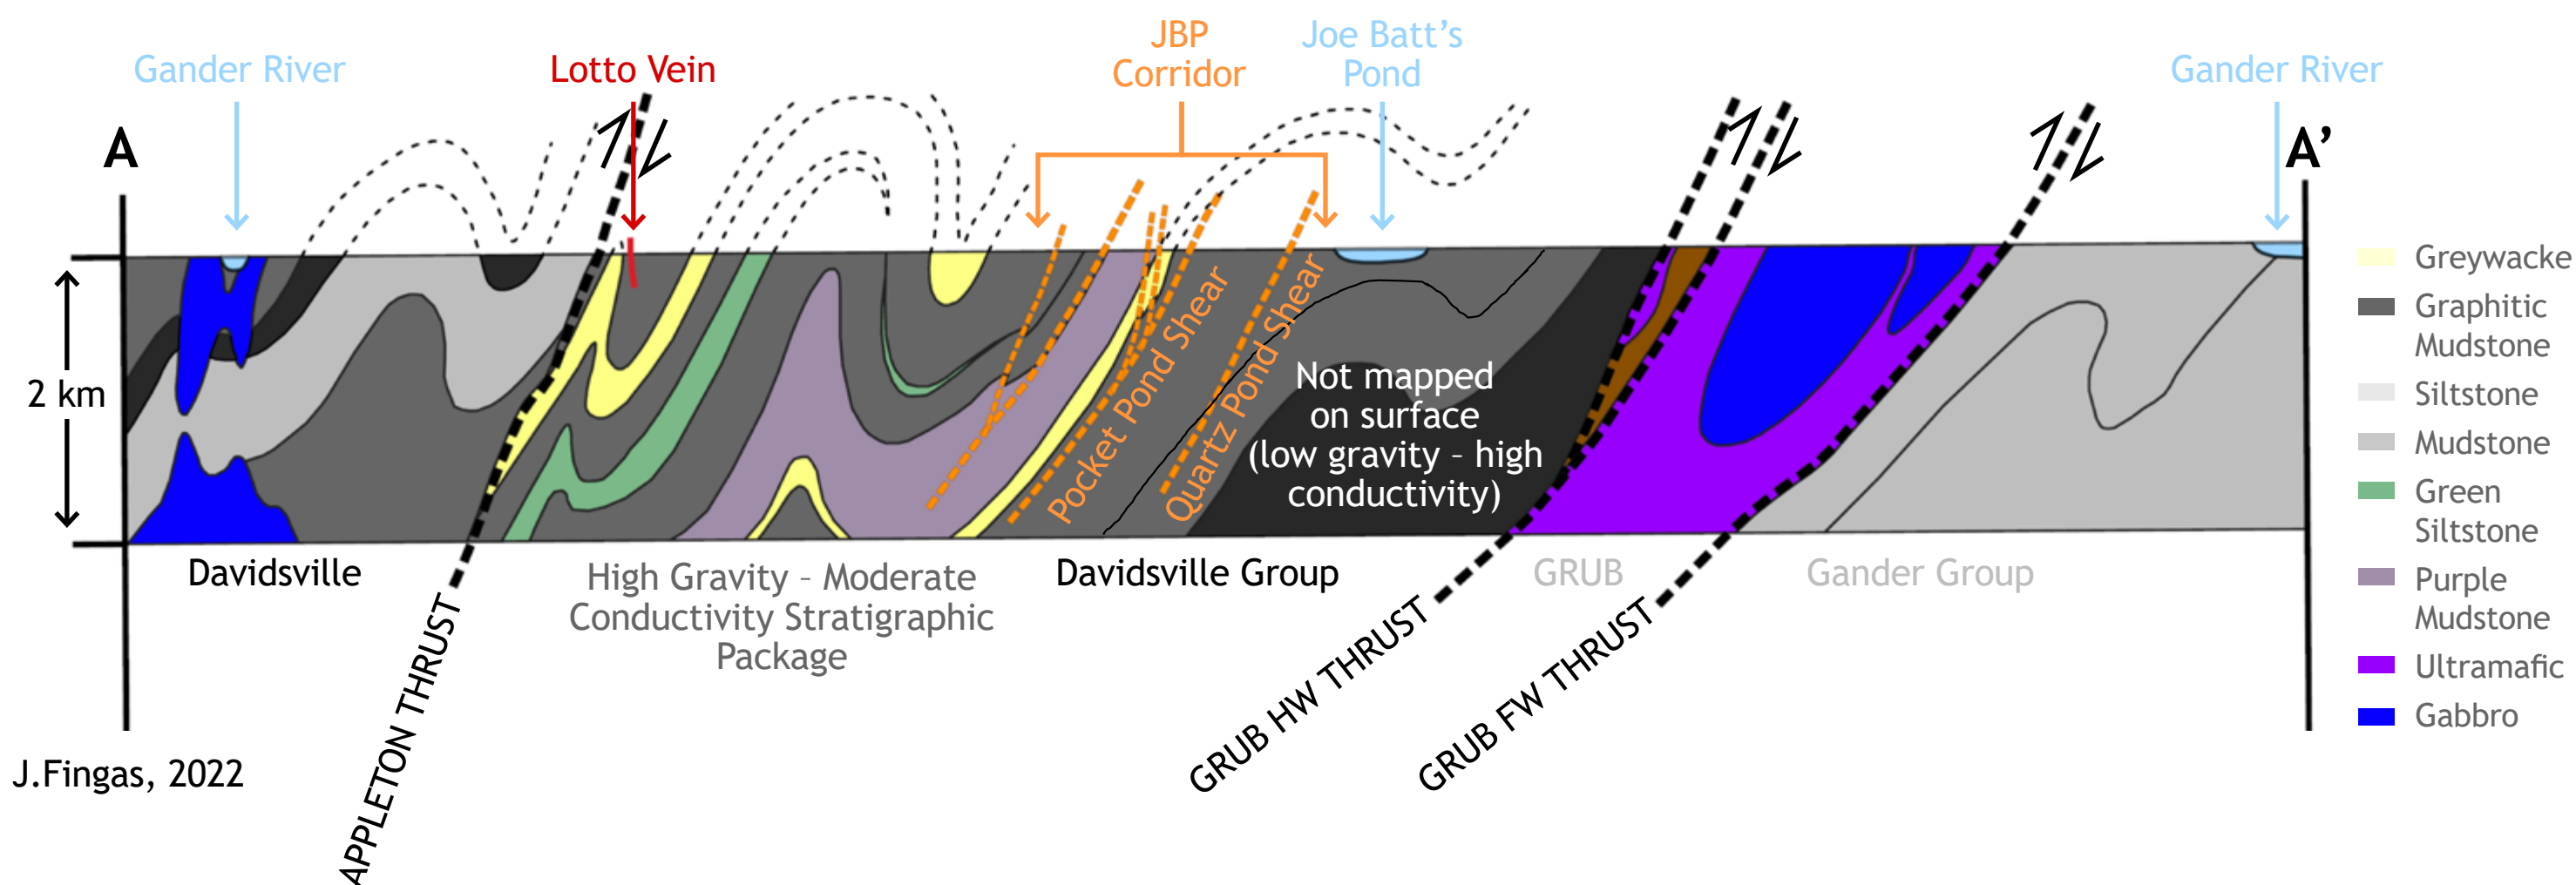 JBP
Corridor
Joe Batt’s
Pond
Gander River
Lotto Vein
Gander River
A
A’
Greywacke
Graphitic
Mudstone
Siltstone
Mudstone
Green
Siltstone
Purple
Mudstone
Ultramafic
Gabbro
2 km
Pocket Pond Shear
Quartz Pond Shear
Not mapped
on surface
(low gravity – high
conductivity)
Davidsville
High Gravity – Moderate
Conductivity Stratigraphic
Package
Davidsville Group
GRUB
Gander Group
APPLETON THRUST
GRUB HW THRUST
GRUB FW THRUST
J.Fingas, 2022